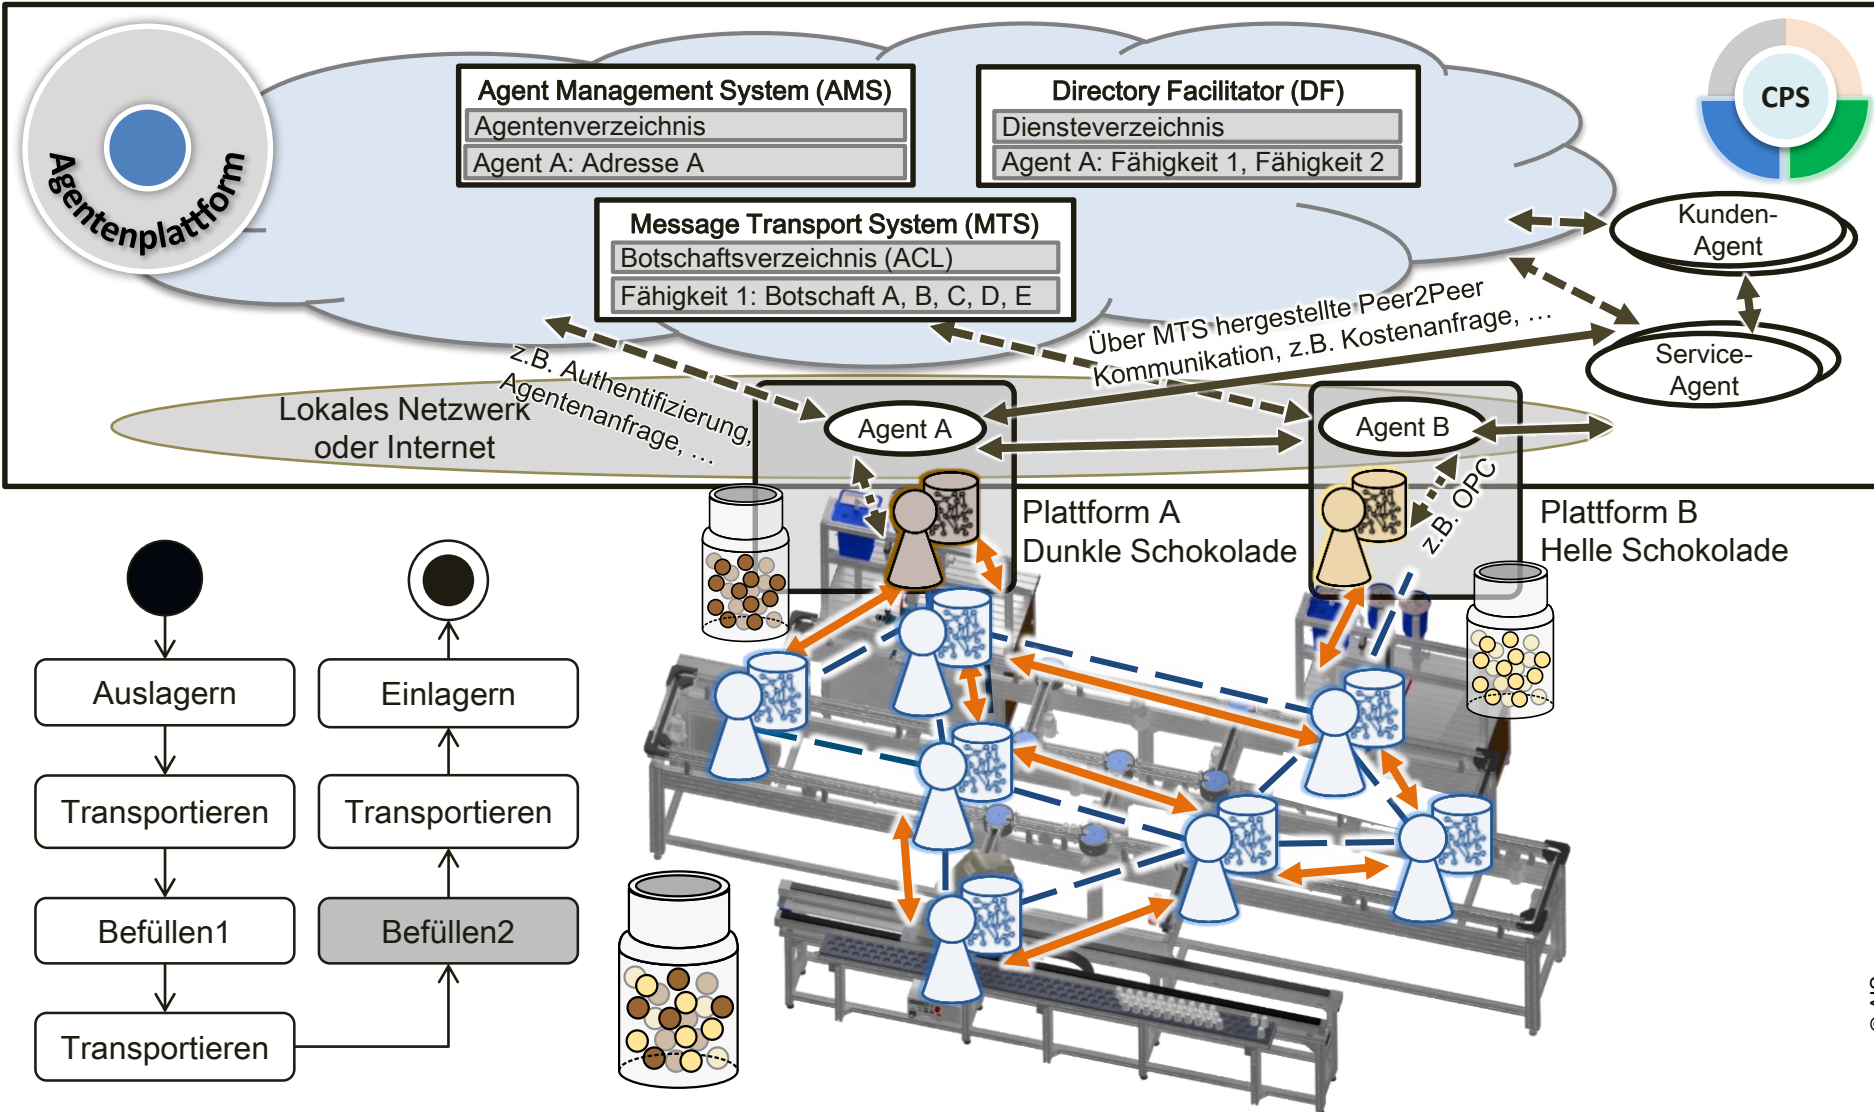 Agentenplattform
Agent Management System (AMS)
Agentenverzeichnis
Agent A: Adresse A
Directory Facilitator (DF)
Diensteverzeichnis
Agent A: Fähigkeit 1, Fähigkeit 2
CPS
Message Transport System (MTS)
Botschaftsverzeichnis (ACL)
Fähigkeit 1: Botschaft A, B, C, D, E
Kunden-
Agent
Über MTS hergestellte Peer2Peer
Kommunikation, z.B. Kostenanfrage, …
Service-
Agent
z.B. Authentifizierung,
Agentenanfrage, …
Lokales Netzwerk
oder Internet
Agent A
Agent B
z.B. OPC
Plattform A
Dunkle Schokolade
Plattform B
Helle Schokolade
Auslagern
Einlagern
Transportieren
Transportieren
Befüllen1
Befüllen2
Transportieren
© AIS